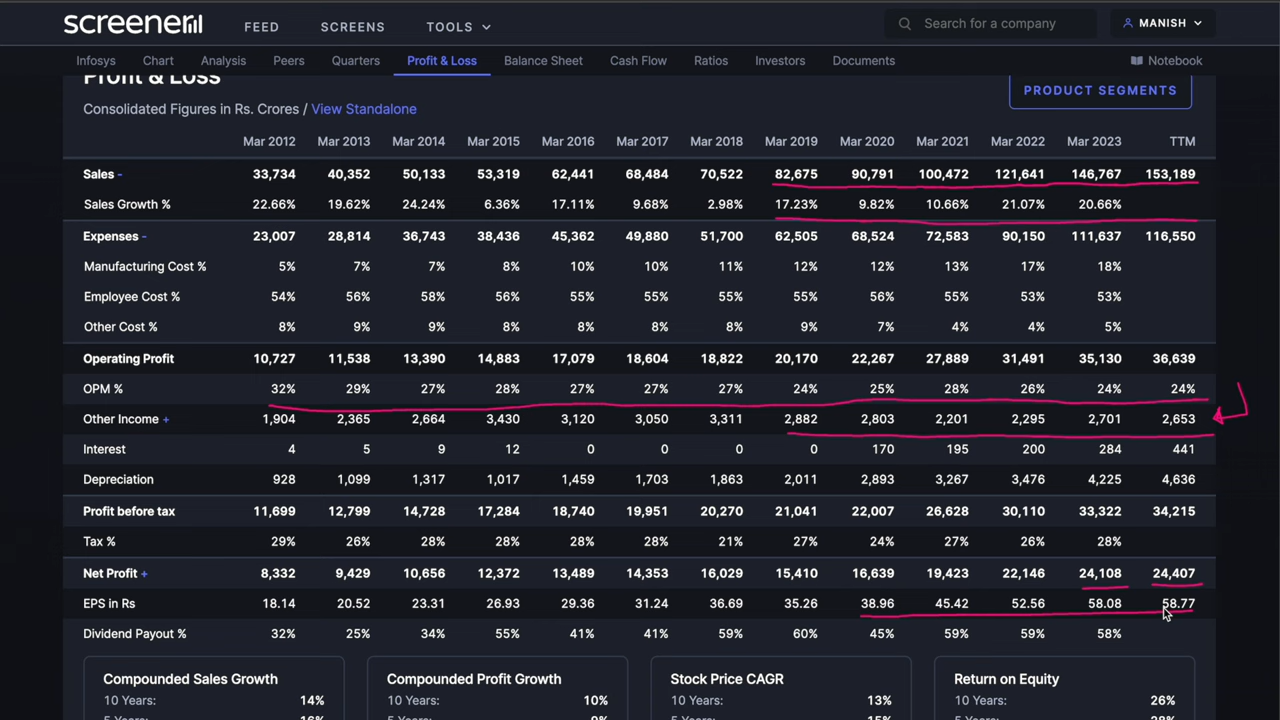 screener
FEED SCREENS TOOLS Search for a company MANISH
Infosys Chart Analysis Peers Quarters Profit & Loss Balance Sheet Cash Flow Ratios Investors Documents Notebook
Profit & Loss
PRODUCT SEGMENTS
Consolidated Figures in Rs. Crores / View Standalone
Mar 2012 Mar 2013 Mar 2014 Mar 2015 Mar 2016 Mar 2017 Mar 2018 Mar 2019 Mar 2020 Mar 2021 Mar 2022 Mar 2023 TTM
Sales - 33,734 40,352 50,133 53,319 62,441 68,484 70,522 82,675 90,791 100,472 121,641 146,767 153,189
Sales Growth % 22.66% 19.62% 24.24% 6.36% 17.11% 9.68% 2.98% 17.23% 9.82% 10.66% 21.07% 20.66%
Expenses - 23,007 28,814 36,743 38,436 45,362 49,880 51,700 62,505 68,524 72,583 90,150 111,637 116,550
Manufacturing Cost % 5% 7% 7% 8% 10% 10% 11% 12% 12% 13% 17% 18%
Employee Cost % 54% 56% 58% 56% 55% 55% 55% 55% 56% 55% 53% 53%
Other Cost % 8% 9% 9% 8% 8% 8% 8% 9% 7% 4% 4% 5%
Operating Profit 10,727 11,538 13,390 14,883 17,079 18,604 18,822 20,170 22,267 27,889 31,491 35,130 36,639
OPM % 32% 29% 27% 28% 27% 27% 27% 24% 25% 28% 26% 24% 24%
Other Income + 1,904 2,365 2,664 3,430 3,120 3,050 3,311 2,882 2,803 2,201 2,295 2,701 2,653
Interest 4 5 9 12 0 0 0 0 170 195 200 284 441
Depreciation 928 1,099 1,317 1,017 1,459 1,703 1,863 2,011 2,893 3,267 3,476 4,225 4,636
Profit before tax 11,699 12,799 14,728 17,284 18,740 19,951 20,270 21,041 22,007 26,628 30,110 33,322 34,215
Tax % 29% 26% 28% 28% 28% 28% 21% 27% 24% 27% 26% 28%
Net Profit + 8,332 9,429 10,656 12,372 13,489 14,353 16,029 15,410 16,639 19,423 22,146 24,108 24,407
EPS in Rs 18.14 20.52 23.31 26.93 29.36 31.24 36.69 35.26 38.96 45.42 52.56 58.08 58.77
Dividend Payout % 32% 25% 34% 55% 41% 41% 59% 60% 45% 59% 59% 58%
Compounded Sales Growth Compounded Profit Growth Stock Price CAGR Return on Equity
10 Years: 14% 10 Years: 10% 10 Years: 13% 10 Years: 26%